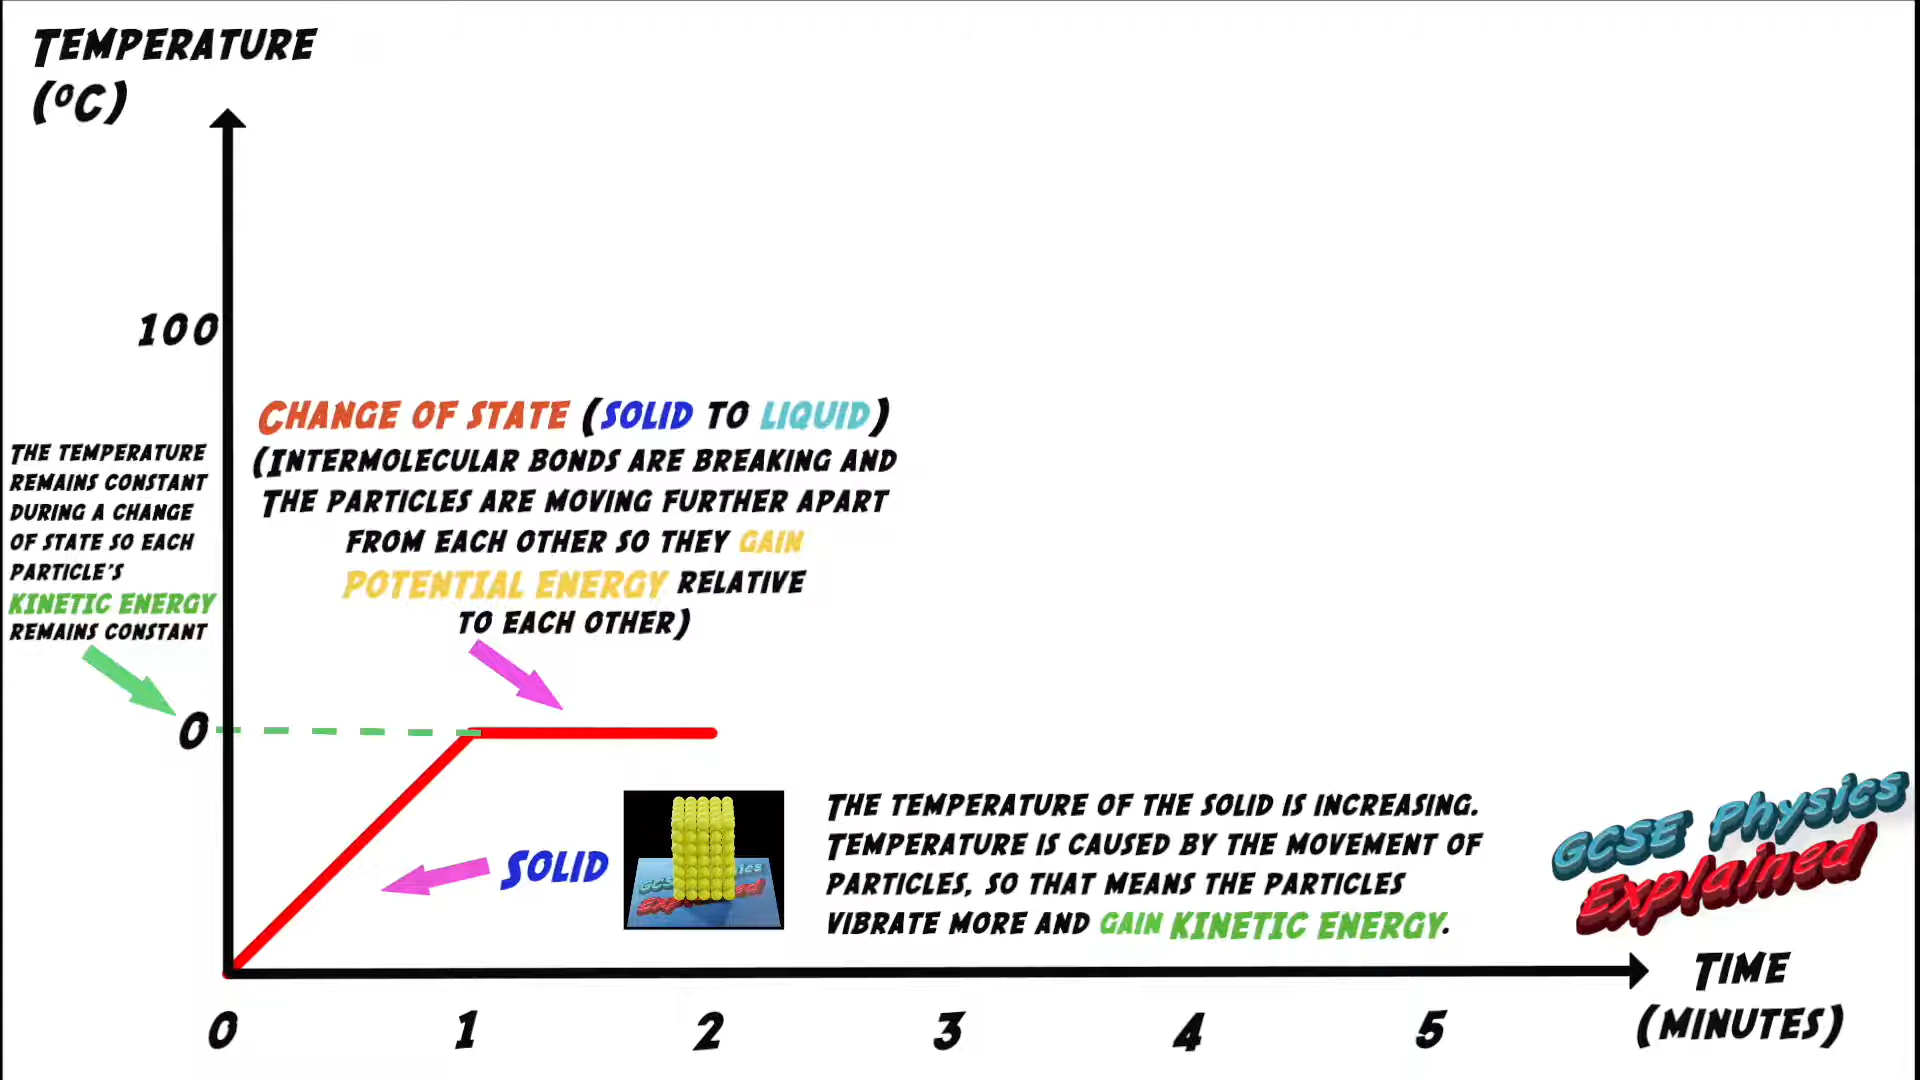 TEMPERATURE
(°C)
100
CHANGE OF STATE (SOLID TO LIQUID)
(INTERMOLECULAR BONDS ARE BREAKING AND
THE PARTICLES ARE MOVING FURTHER APART
FROM EACH OTHER SO THEY GAIN
POTENTIAL ENERGY RELATIVE
TO EACH OTHER)
THE TEMPERATURE
REMAINS CONSTANT
DURING A CHANGE
OF STATE SO EACH
PARTICLE'S
KINETIC ENERGY
REMAINS CONSTANT
0
SOLID
THE TEMPERATURE OF THE SOLID IS INCREASING.
TEMPERATURE IS CAUSED BY THE MOVEMENT OF
PARTICLES, SO THAT MEANS THE PARTICLES
VIBRATE MORE AND GAIN KINETIC ENERGY.
GCSE Physics
Explained
TIME
(MINUTES)
0 1 2 3 4 5